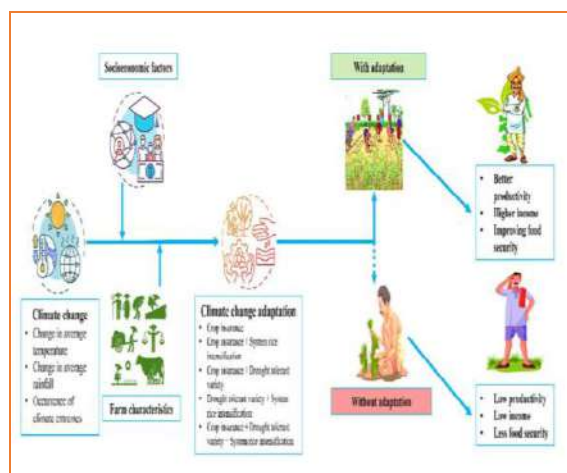 Socioeconomic factors
With adaptation
• Better
productivity
• Higher income
• Improving food
security
Climate change
• Change in average
temperature
• Change in average
rainfall
• Occurrence of
climate extremes
Farm characteristics
Climate change adaptation
• Crop insurance
• Crop insurance + System rice
intensification
• Crop insurance + Drought tolerant
variety
• Drought tolerant variety + System
rice intensification
• Crop insurance + Drought tolerant
variety + System rice intensification
Without adaptation
• Low productivity
• Low income
• Less food security